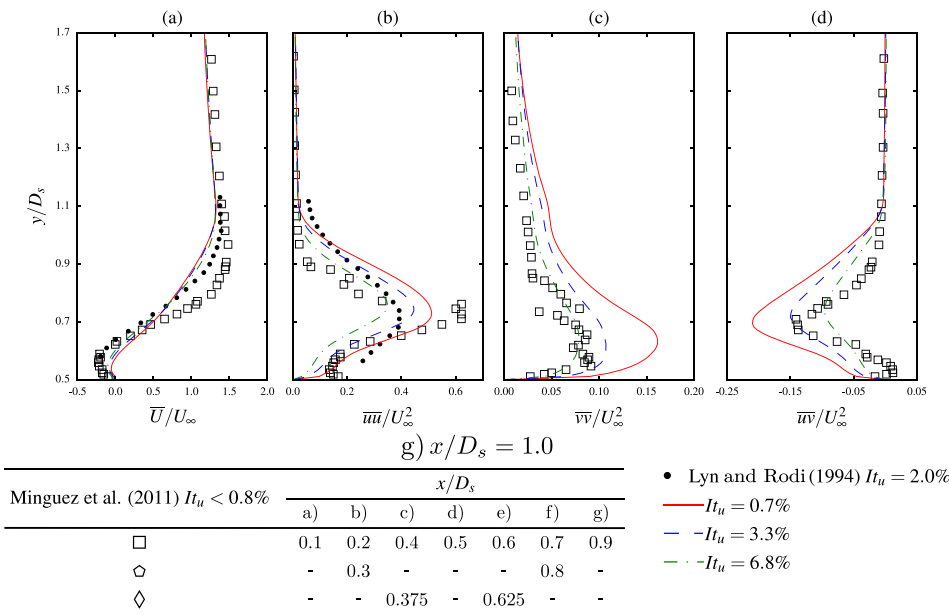 (a) (b) (c) (d)
1.7
1.5
1.3
1.1
0.9
0.7
0.5
y/D_s
-0.5 0.0 0.5 1.0 1.5 2.0
0.0 0.2 0.4 0.6
0.00 0.05 0.10 0.15 0.20
-0.25 -0.15 -0.05 0.05
U̅/U_∞
u̅u̅/U_∞^2
v̅v̅/U_∞^2
u̅v̅/U_∞^2
g) x/D_s = 1.0
Minguez et al. (2011) It_u < 0.8%
x/D_s
a) b) c) d) e) f) g)
0.1 0.2 0.4 0.5 0.6 0.7 0.9
- 0.3 - - - 0.8 -
- - 0.375 - 0.625 - -
Lyn and Rodi (1994) It_u = 2.0%
It_u = 0.7%
It_u = 3.3%
It_u = 6.8%